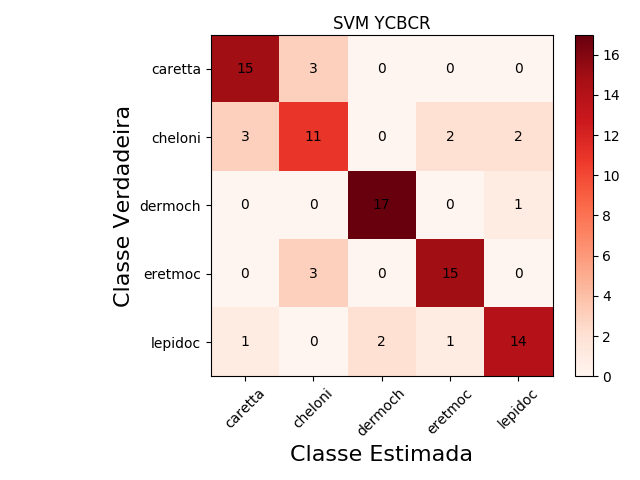 SVM YCBCR
caretta 15 3 0 0 0
cheloni 3 11 0 2 2
dermoch 0 0 17 0 1
eretmoc 0 3 0 15 0
lepidoc 1 0 2 1 14
caretta cheloni dermoch eretmoc lepidoc
Classe Estimada
Classe Verdadeira
16
14
12
10
8
6
4
2
0